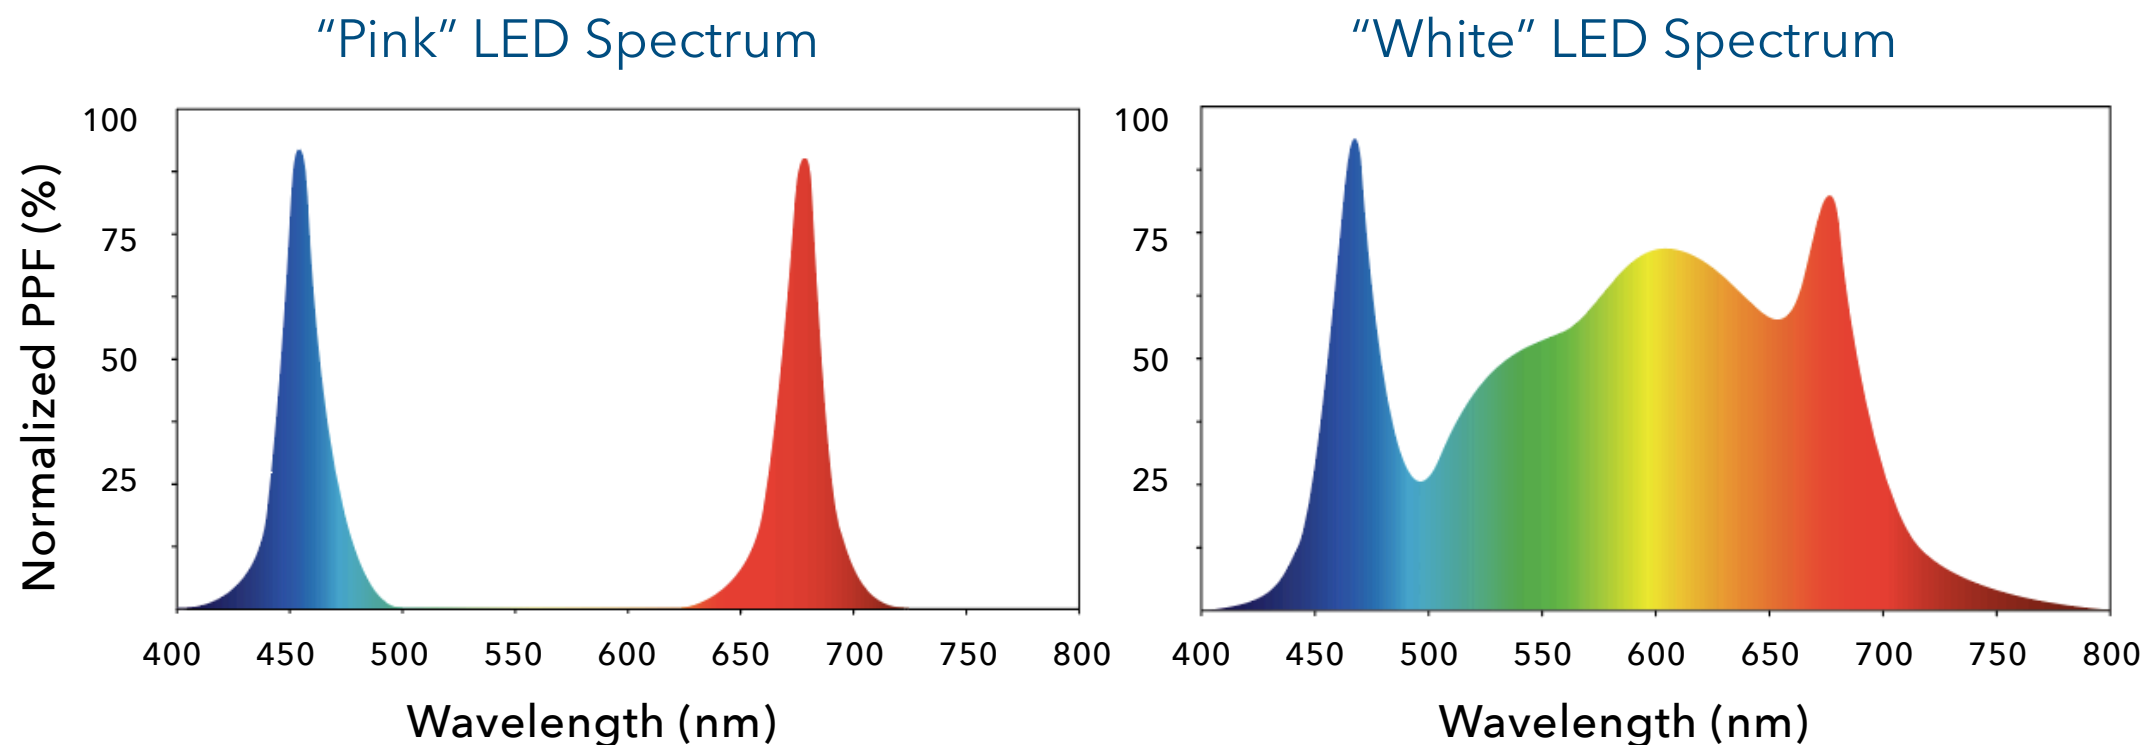 “Pink” LED Spectrum
“White” LED Spectrum
Normalized PPF (%)
100
75
50
25
400 450 500 550 600 650 700 750 800
Wavelength (nm)
100
75
50
25
400 450 500 550 600 650 700 750 800
Wavelength (nm)